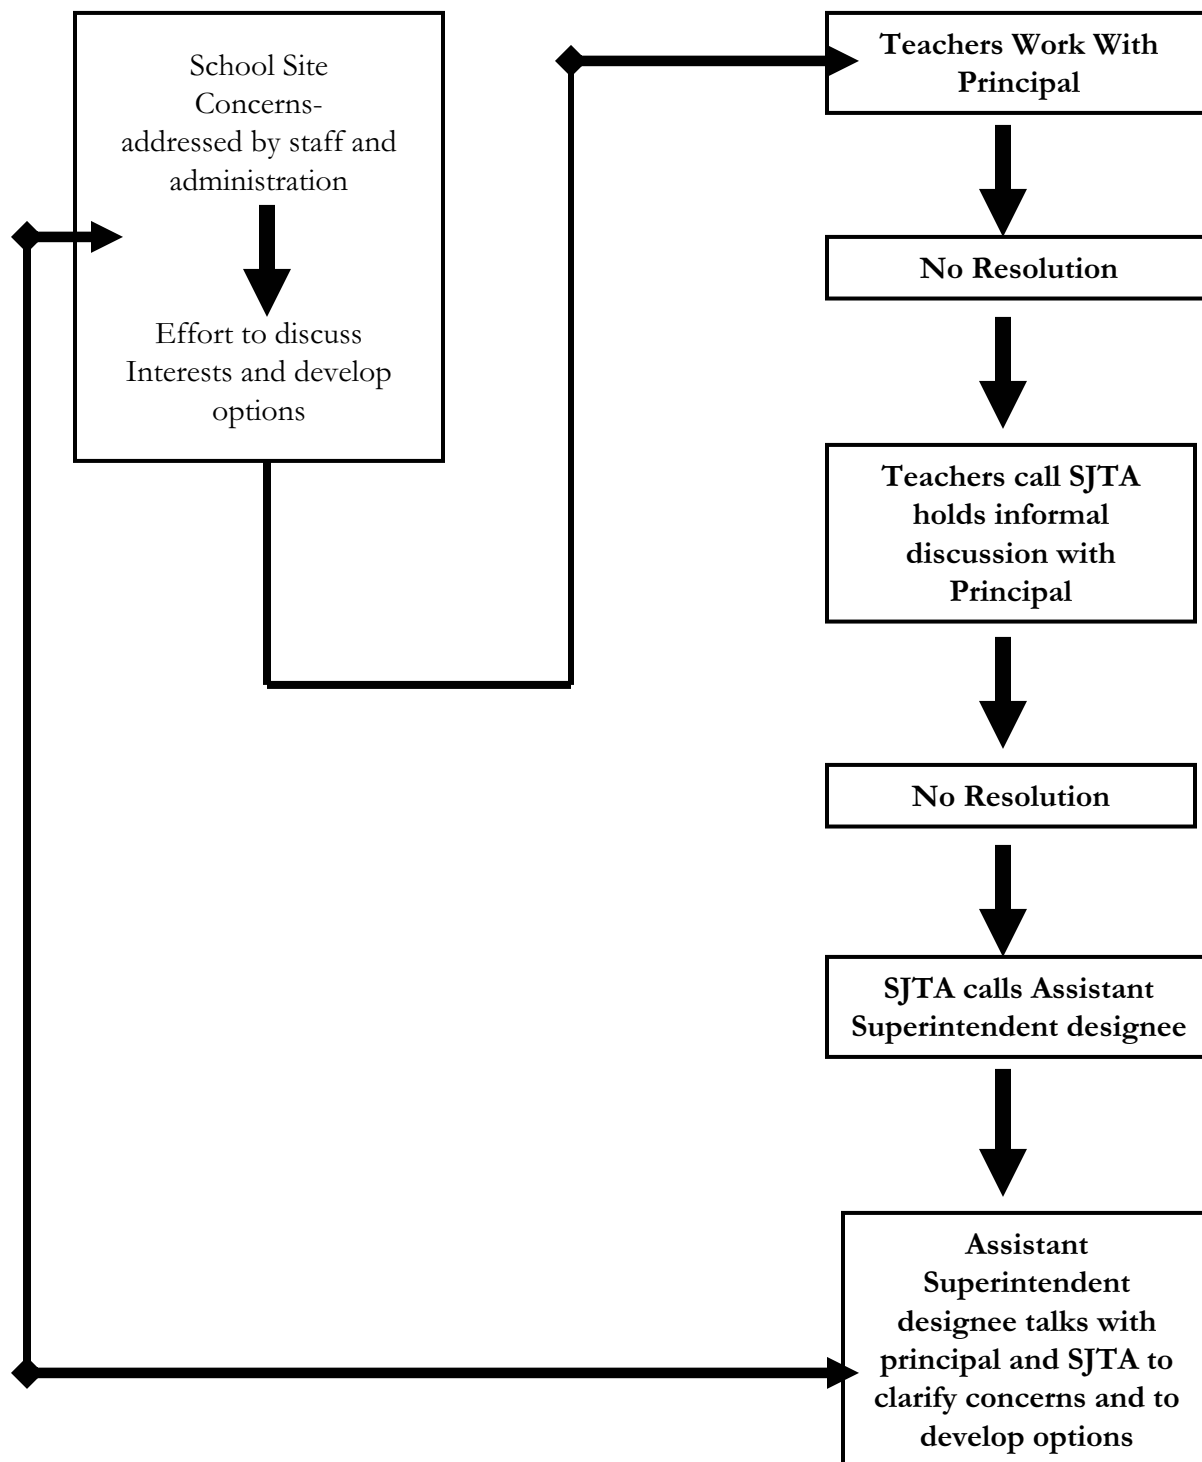 School Site
Concerns-
addressed by staff and
administration
Effort to discuss
Interests and develop
options
Teachers Work With
Principal
No Resolution
Teachers call SJTA
holds informal
discussion with
Principal
No Resolution
SJTA calls Assistant
Superintendent designee
Assistant
Superintendent
designee talks with
principal and SJTA to
clarify concerns and to
develop options